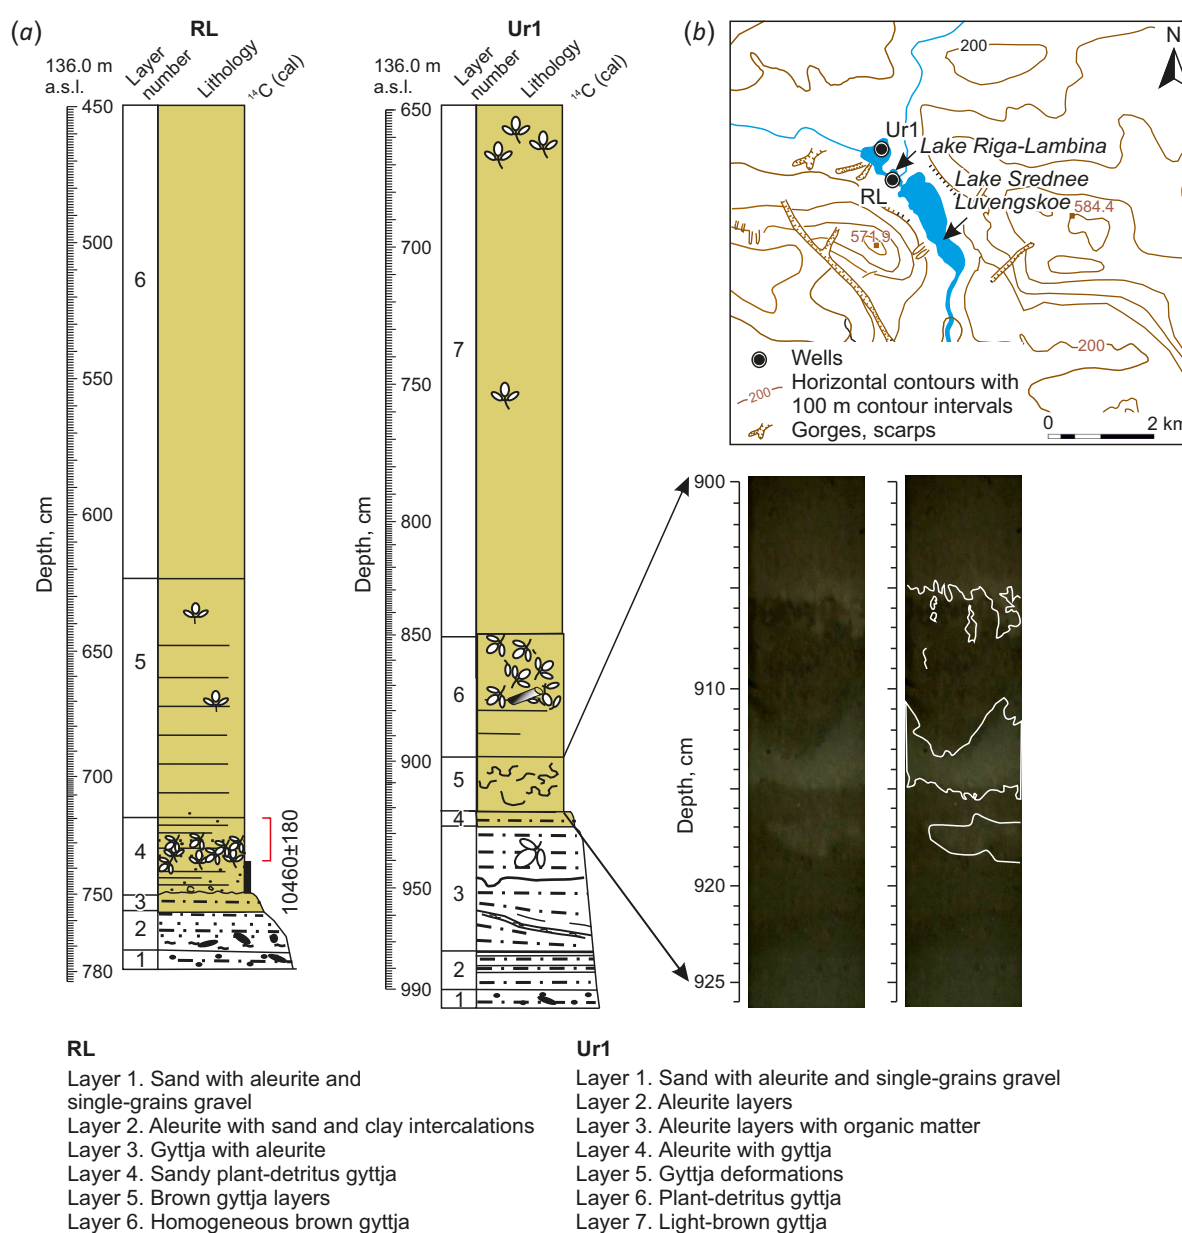 (a)
RL
136.0 m
a.s.l.
Layer
number
Lithology
¹⁴C (cal)
Depth, cm
450
500
550
600
650
700
750
780
6
5
4
3
2
1
10460±180
Ur1
136.0 m
a.s.l.
Layer
number
Lithology
¹⁴C (cal)
Depth, cm
650
700
750
800
850
900
950
990
7
6
5
4
3
2
1
(b)
N
200
Ur1
Lake Riga-Lambina
RL
Lake Srednee
Luvengskoe
584.4
571.9
200
Wells
200
Horizontal contours with
100 m contour intervals
Gorges, scarps
0 2 km
Depth, cm
900
910
920
925
RL
Layer 1. Sand with aleurite and
single-grains gravel
Layer 2. Aleurite with sand and clay intercalations
Layer 3. Gyttja with aleurite
Layer 4. Sandy plant-detritus gyttja
Layer 5. Brown gyttja layers
Layer 6. Homogeneous brown gyttja
Ur1
Layer 1. Sand with aleurite and single-grains gravel
Layer 2. Aleurite layers
Layer 3. Aleurite layers with organic matter
Layer 4. Aleurite with gyttja
Layer 5. Gyttja deformations
Layer 6. Plant-detritus gyttja
Layer 7. Light-brown gyttja